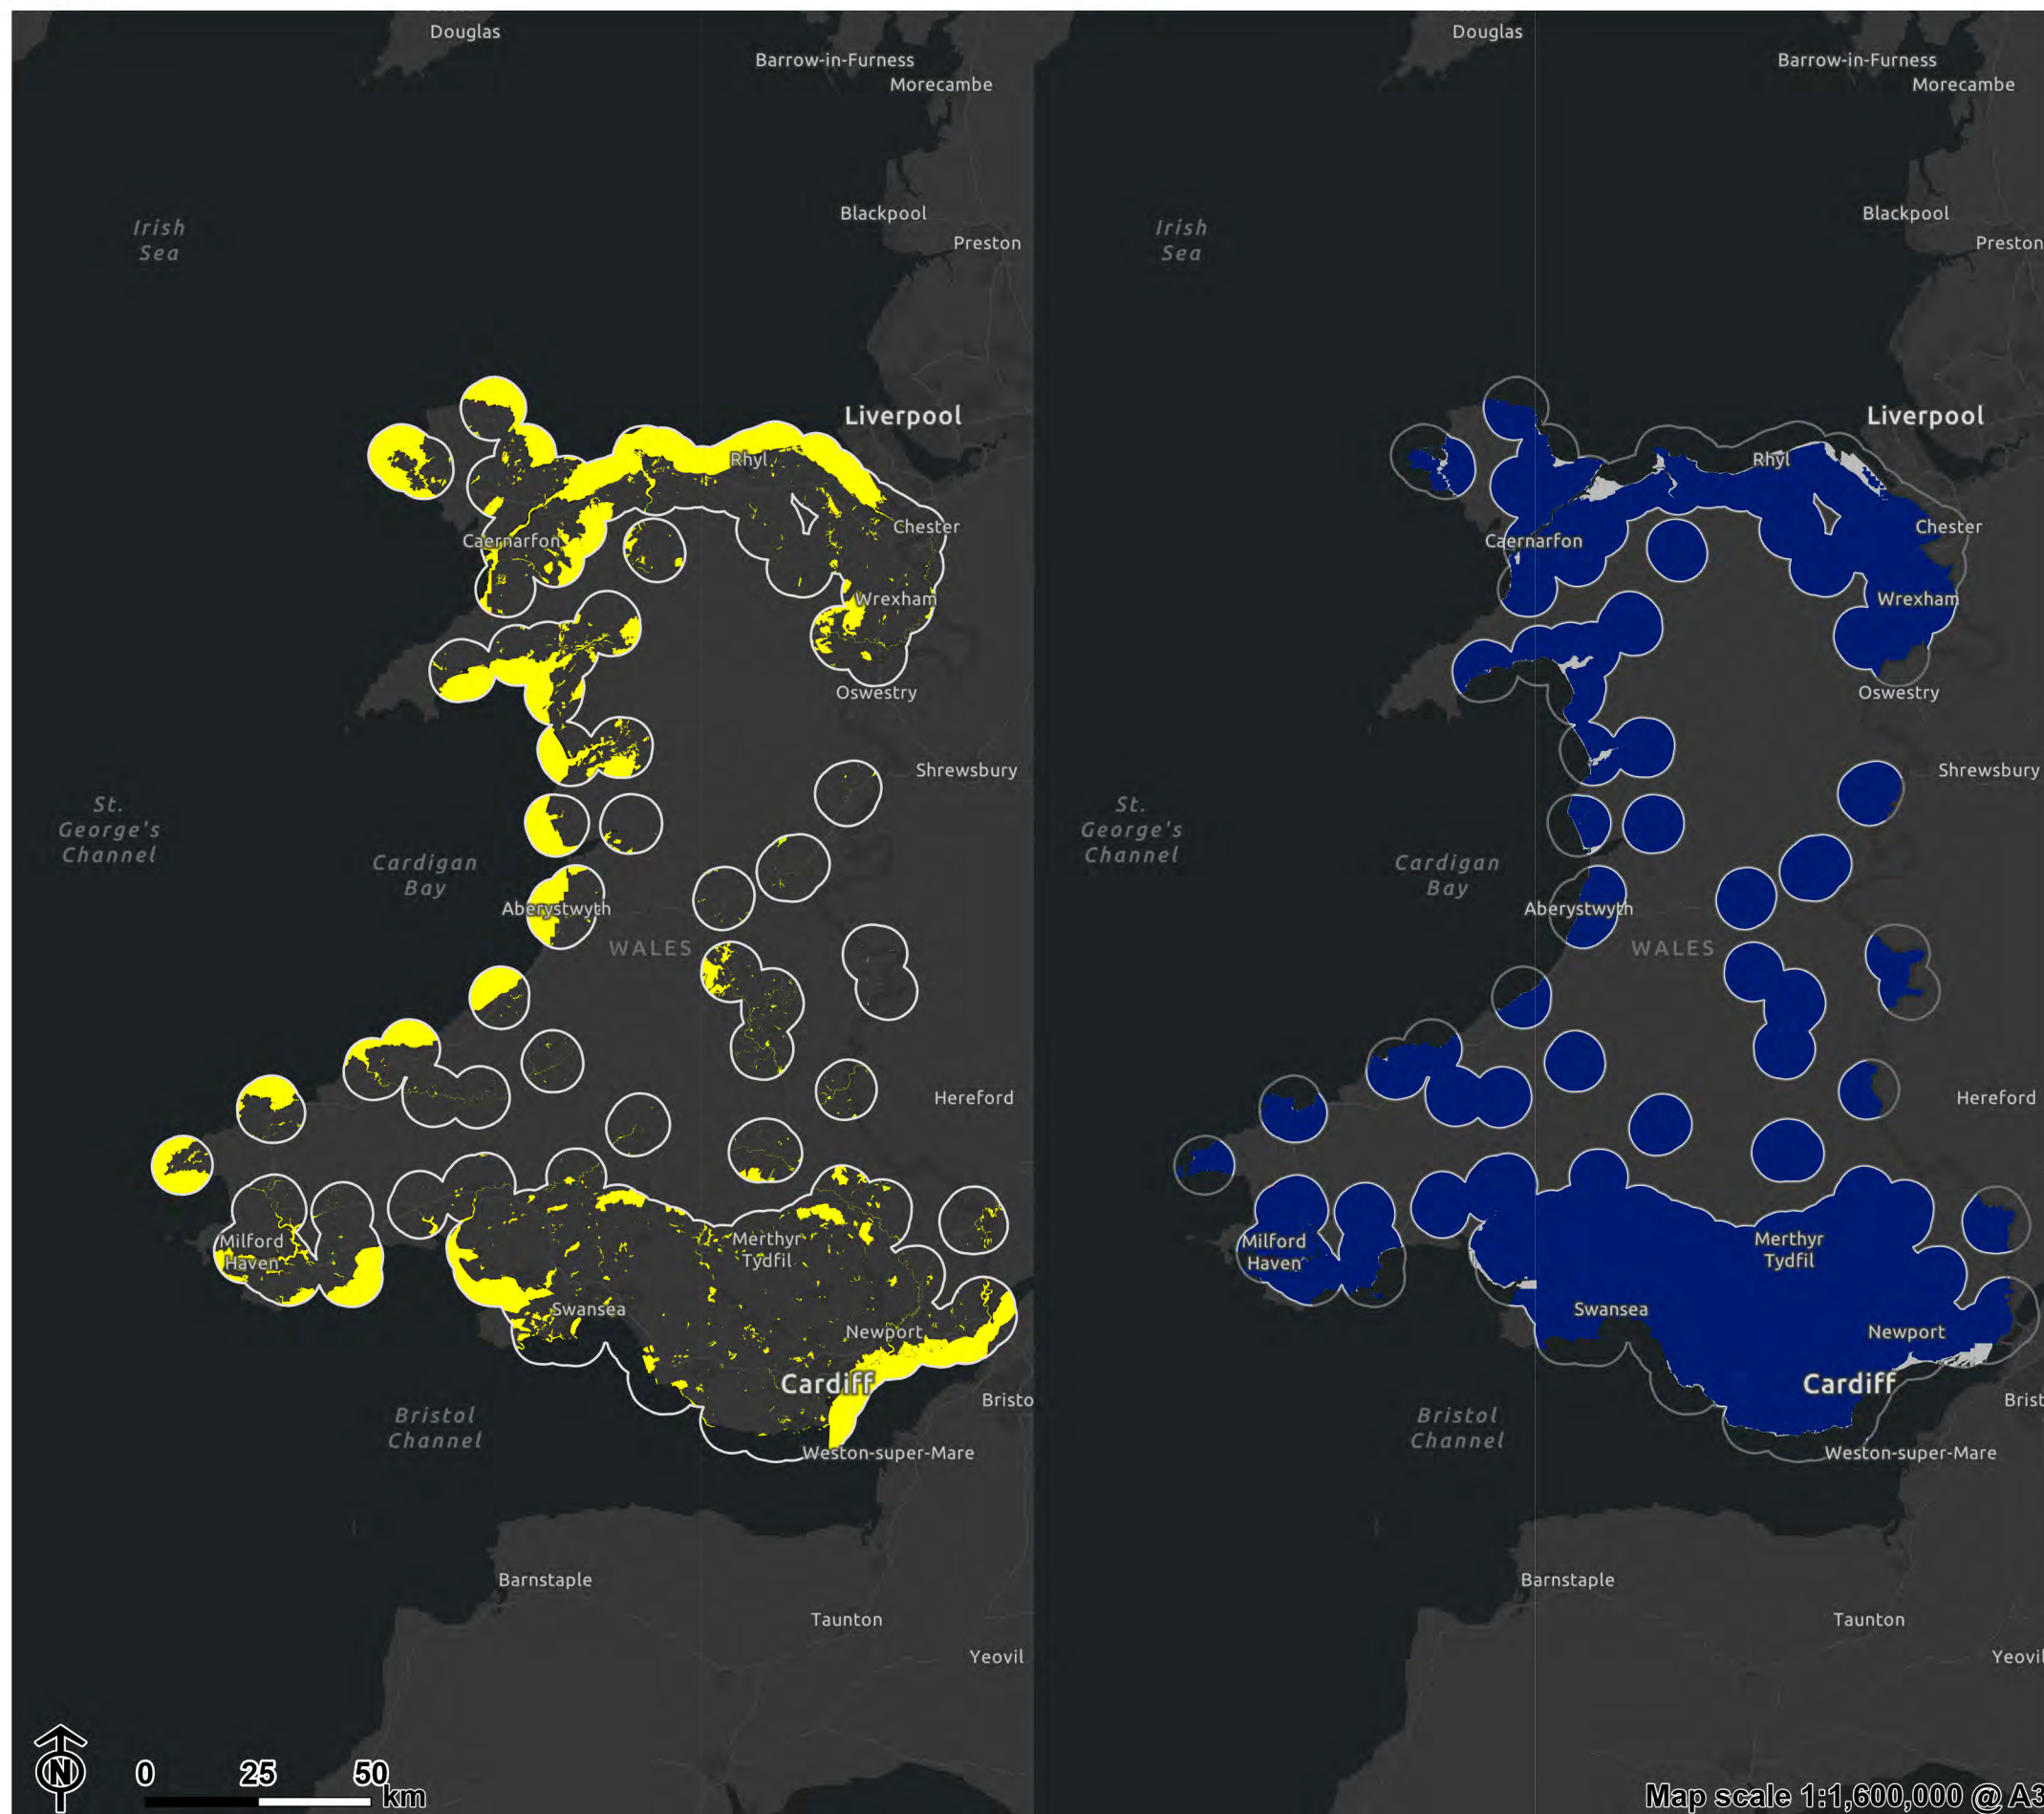 Douglas
Barrow-in-Furness
Morecambe
Irish
Sea
Blackpool
Preston
Liverpool
Rhyl
Chester
Caernarfon
Wrexham
Oswestry
Shrewsbury
St.
George's
Channel
Cardigan
Bay
Aberystwyth
WALES
Hereford
Milford
Haven
Merthyr
Tydfil
Swansea
Newport
Cardiff
Bristo
Bristol
Channel
Weston-super-Mare
Barnstaple
Taunton
Yeovil
N
0 25 50
km
Douglas
Barrow-in-Furness
Morecambe
Irish
Sea
Blackpool
Preston
Liverpool
Rhyl
Chester
Caernarfon
Wrexham
Oswestry
Shrewsbury
St.
George's
Channel
Cardigan
Bay
Aberystwyth
WALES
Hereford
Milford
Haven
Merthyr
Tydfil
Swansea
Newport
Cardiff
Brist
Bristol
Channel
Weston-super-Mare
Barnstaple
Taunton
Yeovil
Map scale 1:1,600,000 @ A3